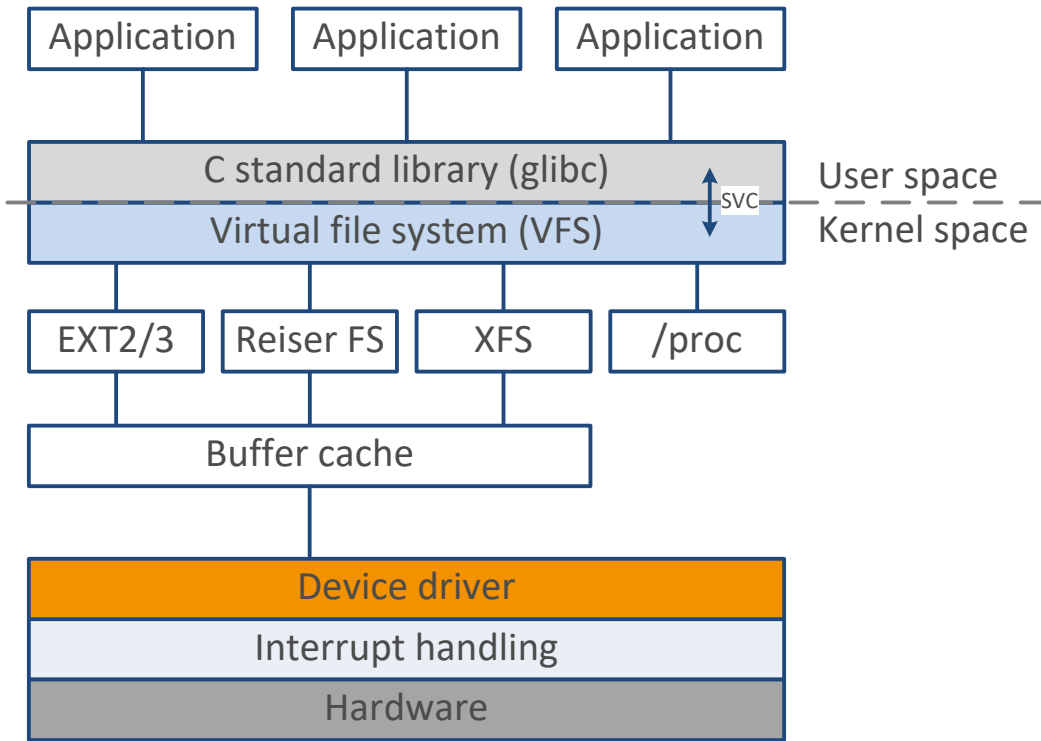 Application
Application
Application
C standard library (glibc)
SVC
User space
Virtual file system (VFS)
Kernel space
EXT2/3
Reiser FS
XFS
/proc
Buffer cache
Device driver
Interrupt handling
Hardware